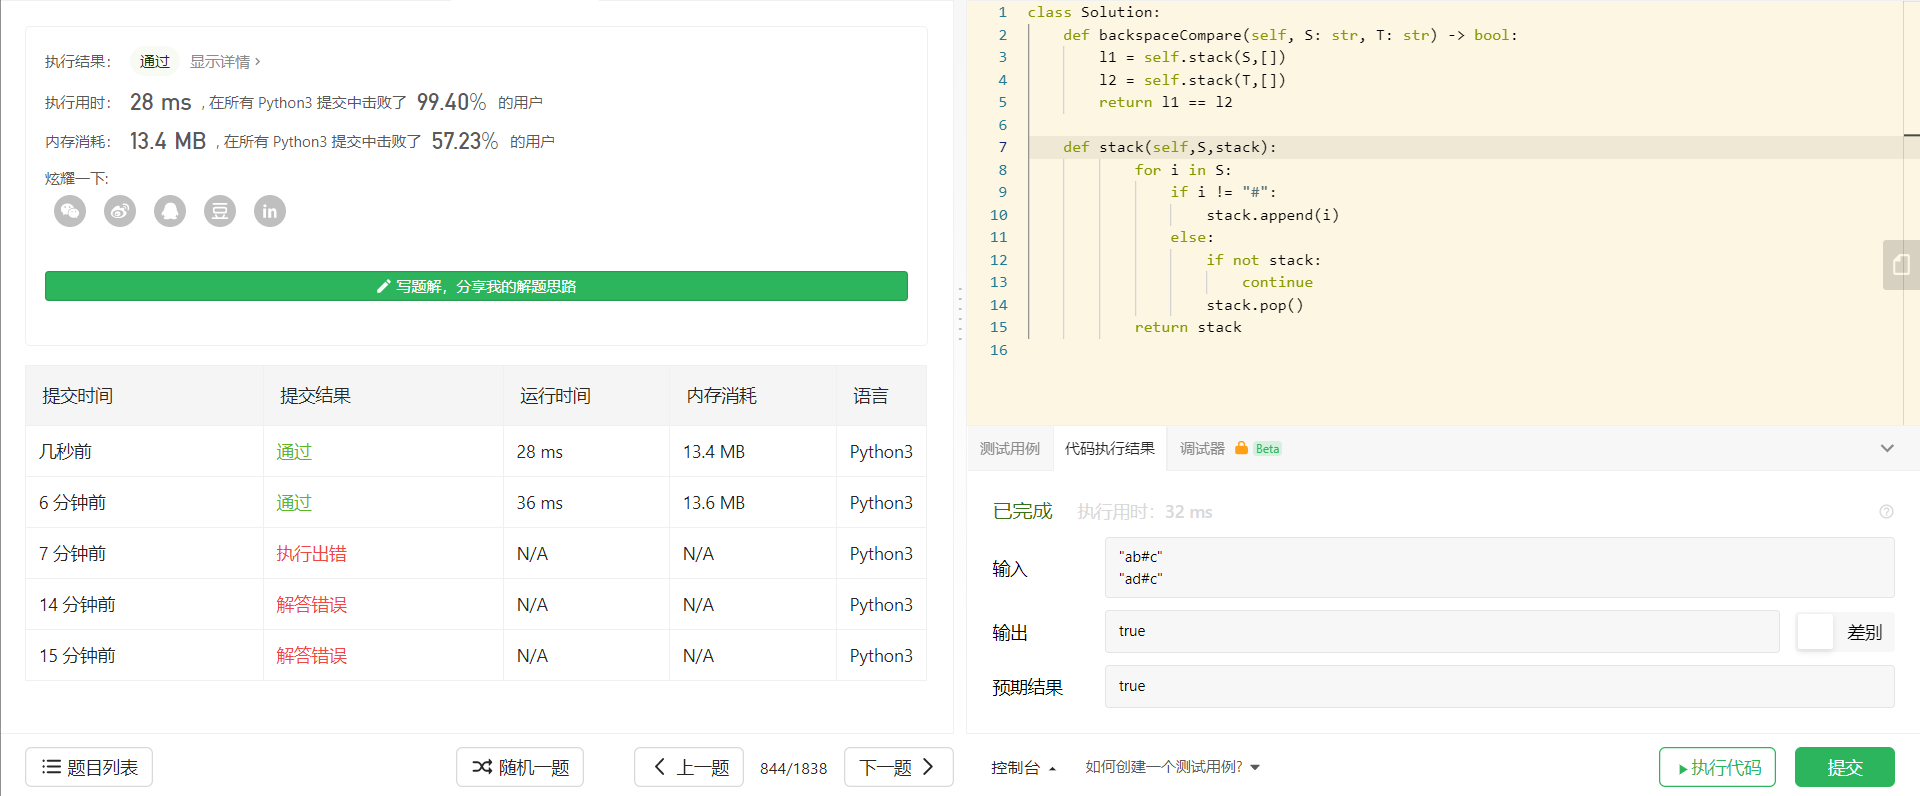 执行结果： 通过 显示详情 ›
执行用时： 28 ms , 在所有 Python3 提交中击败了 99.40% 的用户
内存消耗： 13.4 MB , 在所有 Python3 提交中击败了 57.23% 的用户
炫耀一下:
写题解，分享我的解题思路
提交时间 提交结果 运行时间 内存消耗 语言
几秒前 通过 28 ms 13.4 MB Python3
6 分钟前 通过 36 ms 13.6 MB Python3
7 分钟前 执行出错 N/A N/A Python3
14 分钟前 解答错误 N/A N/A Python3
15 分钟前 解答错误 N/A N/A Python3
题目列表 随机一题 上一题 844/1838 下一题
1 class Solution:
2     def backspaceCompare(self, S: str, T: str) -> bool:
3         l1 = self.stack(S,[])
4         l2 = self.stack(T,[])
5         return l1 == l2
6
7     def stack(self,S,stack):
8             for i in S:
9                 if i != "#":
10                     stack.append(i)
11                 else:
12                     if not stack:
13                         continue
14                     stack.pop()
15             return stack
16
测试用例 代码执行结果 调试器 Beta
已完成 执行用时： 32 ms
输入
"ab#c"
"ad#c"
输出 true 差别
预期结果 true
控制台 如何创建一个测试用例? 执行代码 提交